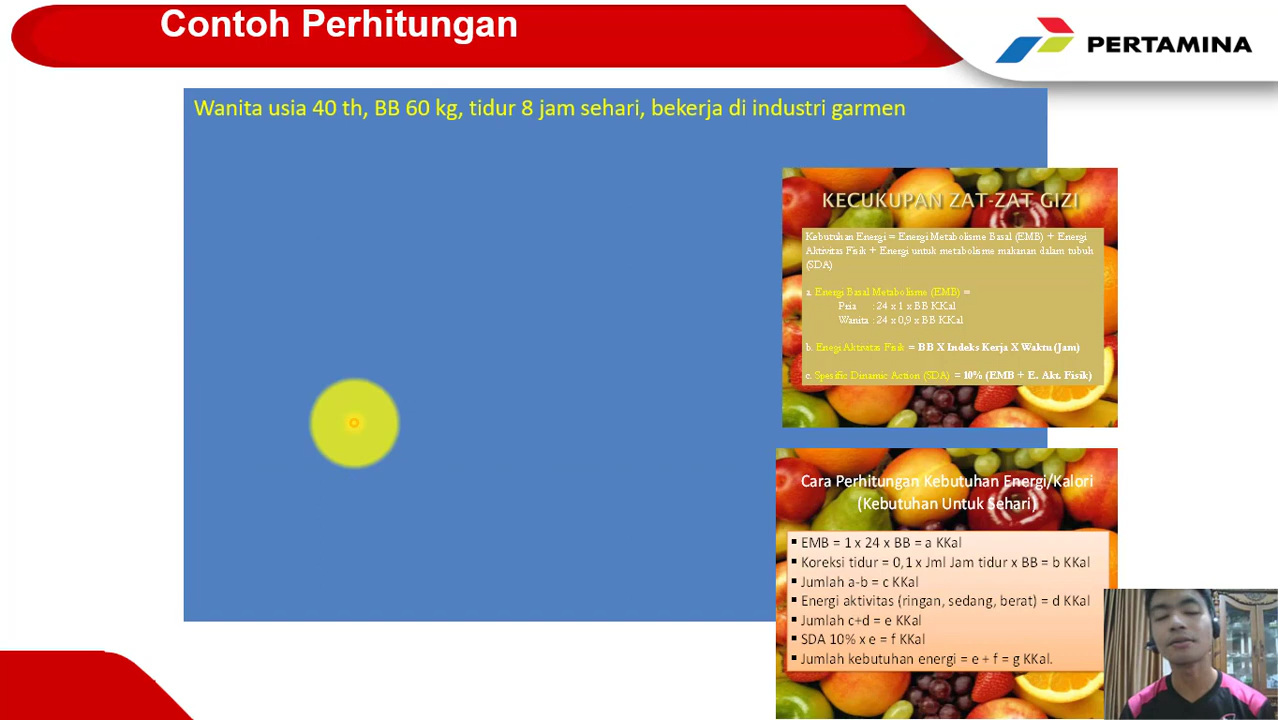 Contoh Perhitungan
PERTAMINA
Wanita usia 40 th, BB 60 kg, tidur 8 jam sehari, bekerja di industri garmen
KECUKUPAN ZAT-ZAT GIZI
Kebutuhan Energi = Energi Metabolisme Basal (EMB) + Energi
Aktivitas Fisik + Energi untuk metabolisme makanan dalam tubuh
(SDA)
a. Energi Basal Metabolisme (EMB) =
Pria : 24 x 1 x BB KKal
Wanita : 24 x 0,9 x BB KKal
b. Enegi Aktivatas Fisik = BB X Indeks Kerja X Waktu (Jam)
c. Spesific Dinamic Action (SDA) = 10% (EMB + E. Akt. Fisik)
Cara Perhitungan Kebutuhan Energi/Kalori
(Kebutuhan Untuk Sehari)
▪ EMB = 1 x 24 x BB = a KKal
▪ Koreksi tidur = 0,1 x Jml Jam tidur x BB = b KKal
▪ Jumlah a-b = c KKal
▪ Energi aktivitas (ringan, sedang, berat) = d KKal
▪ Jumlah c+d = e KKal
▪ SDA 10% x e = f KKal
▪ Jumlah kebutuhan energi = e + f = g KKal.